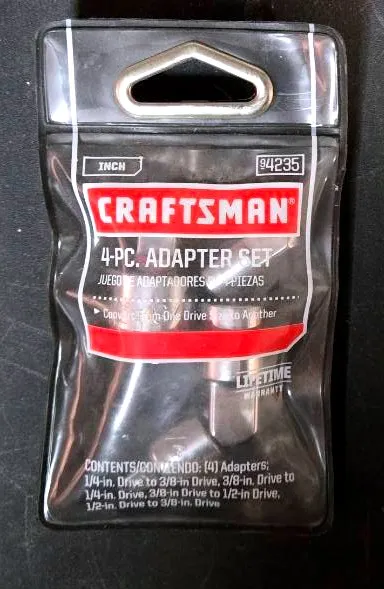 INCH
94235
CRAFTSMAN®
4-PC. ADAPTER SET
JUEGO DE ADAPTADORES DE 4 PIEZAS
Convert From One Drive Size to Another
LIFETIME
WARRANTY
CONTENTS/CONTENIDO: (4) Adapters;
1/4-in. Drive to 3/8-in Drive, 3/8-in. Drive to
1/4-in. Drive, 3/8-in Drive to 1/2-in Drive,
1/2-in. Drive to 3/8-in. Drive